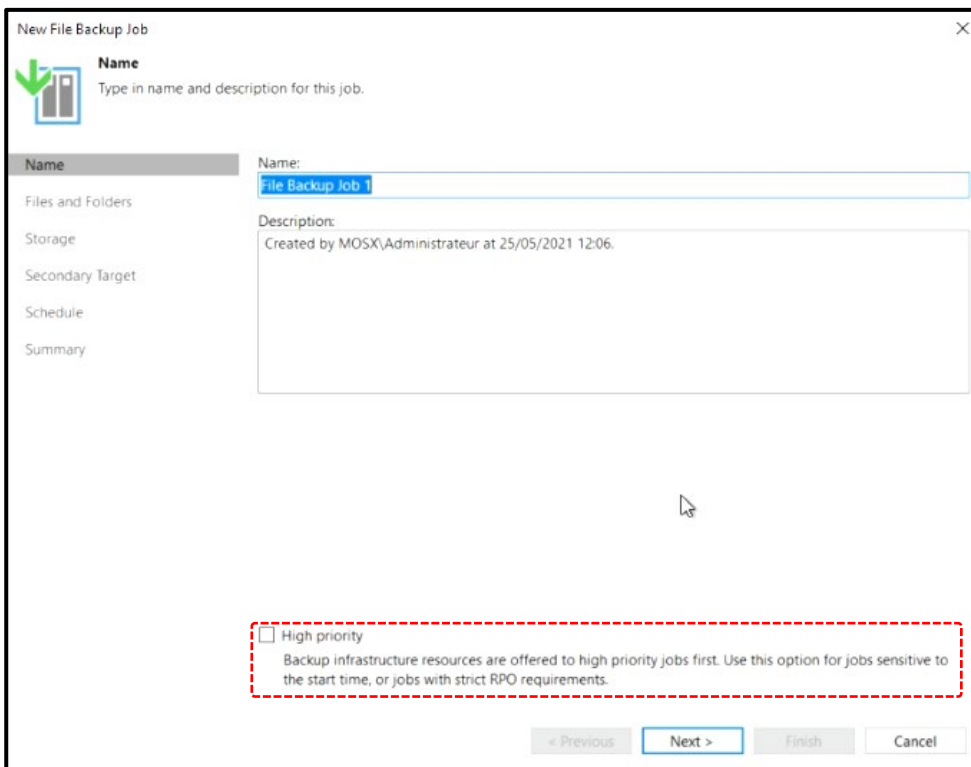 New File Backup Job
Name
Type in name and description for this job.
Name
Files and Folders
Storage
Secondary Target
Schedule
Summary
Name:
File Backup Job 1
Description:
Created by MOSX\Administrateur at 25/05/2021 12:06.
High priority
Backup infrastructure resources are offered to high priority jobs first. Use this option for jobs sensitive to
the start time, or jobs with strict RPO requirements.
< Previous
Next >
Finish
Cancel